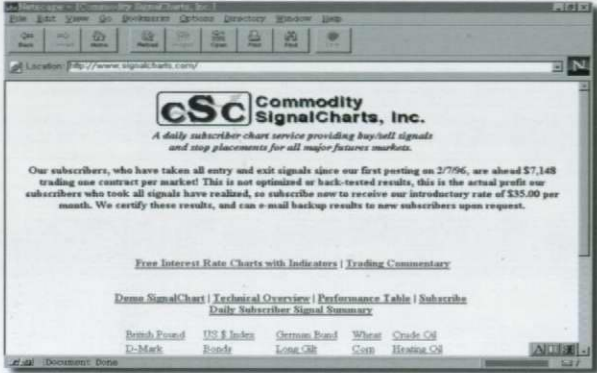 Netscape - [Commodity SignalCharts, Inc.]
File Edit View Go Bookmarks Options Directory Window Help
Back Home Reload Open Print Find
Location: http://www.signalcharts.com/
N
cSc Commodity
SignalCharts, Inc.
A daily subscriber chart service providing buy/sell signals
and stop placements for all major futures markets.
Our subscribers, who have taken all entry and exit signals since our first posting on 2/7/96, are ahead $7,148
trading one contract per market! This is not optimized or back-tested results, this is the actual profit our
subscribers who took all signals have realized, so subscribe now to receive our introductory rate of $35.00 per
month. We certify these results, and can e-mail backup results to new subscribers upon request.
Free Interest Rate Charts with Indicators | Trading Commentary
Demo SignalChart | Technical Overview | Performance Table | Subscribe
Daily Subscriber Signal Summary
British Pound US $ Index German Bund Wheat Crude Oil
D-Mark Bonds Long Gilt Corn Heating Oil
Document Done